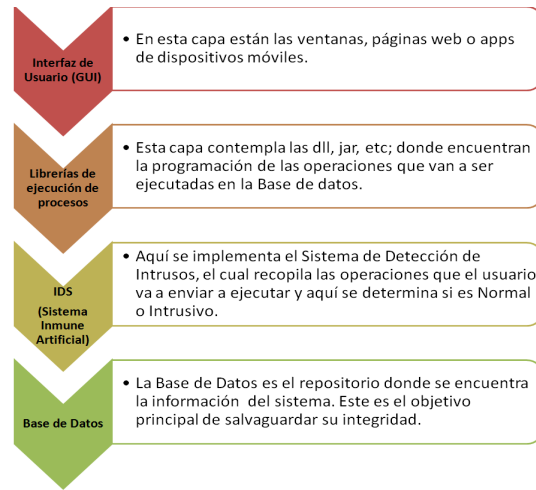 Interfaz de
Usuario (GUI)
• En esta capa están las ventanas, páginas web o apps
de dispositivos móviles.
Librerías de
ejecución de
procesos
• Esta capa contempla las dll, jar, etc; donde encuentran
la programación de las operaciones que van a ser
ejecutadas en la Base de datos.
IDS
(Sistema
Inmune
Artificial)
• Aquí se implementa el Sistema de Detección de
Intrusos, el cual recopila las operaciones que el usuario
va a enviar a ejecutar y aquí se determina si es Normal
o Intrusivo.
Base de Datos
• La Base de Datos es el repositorio donde se encuentra
la información del sistema. Este es el objetivo
principal de salvaguardar su integridad.